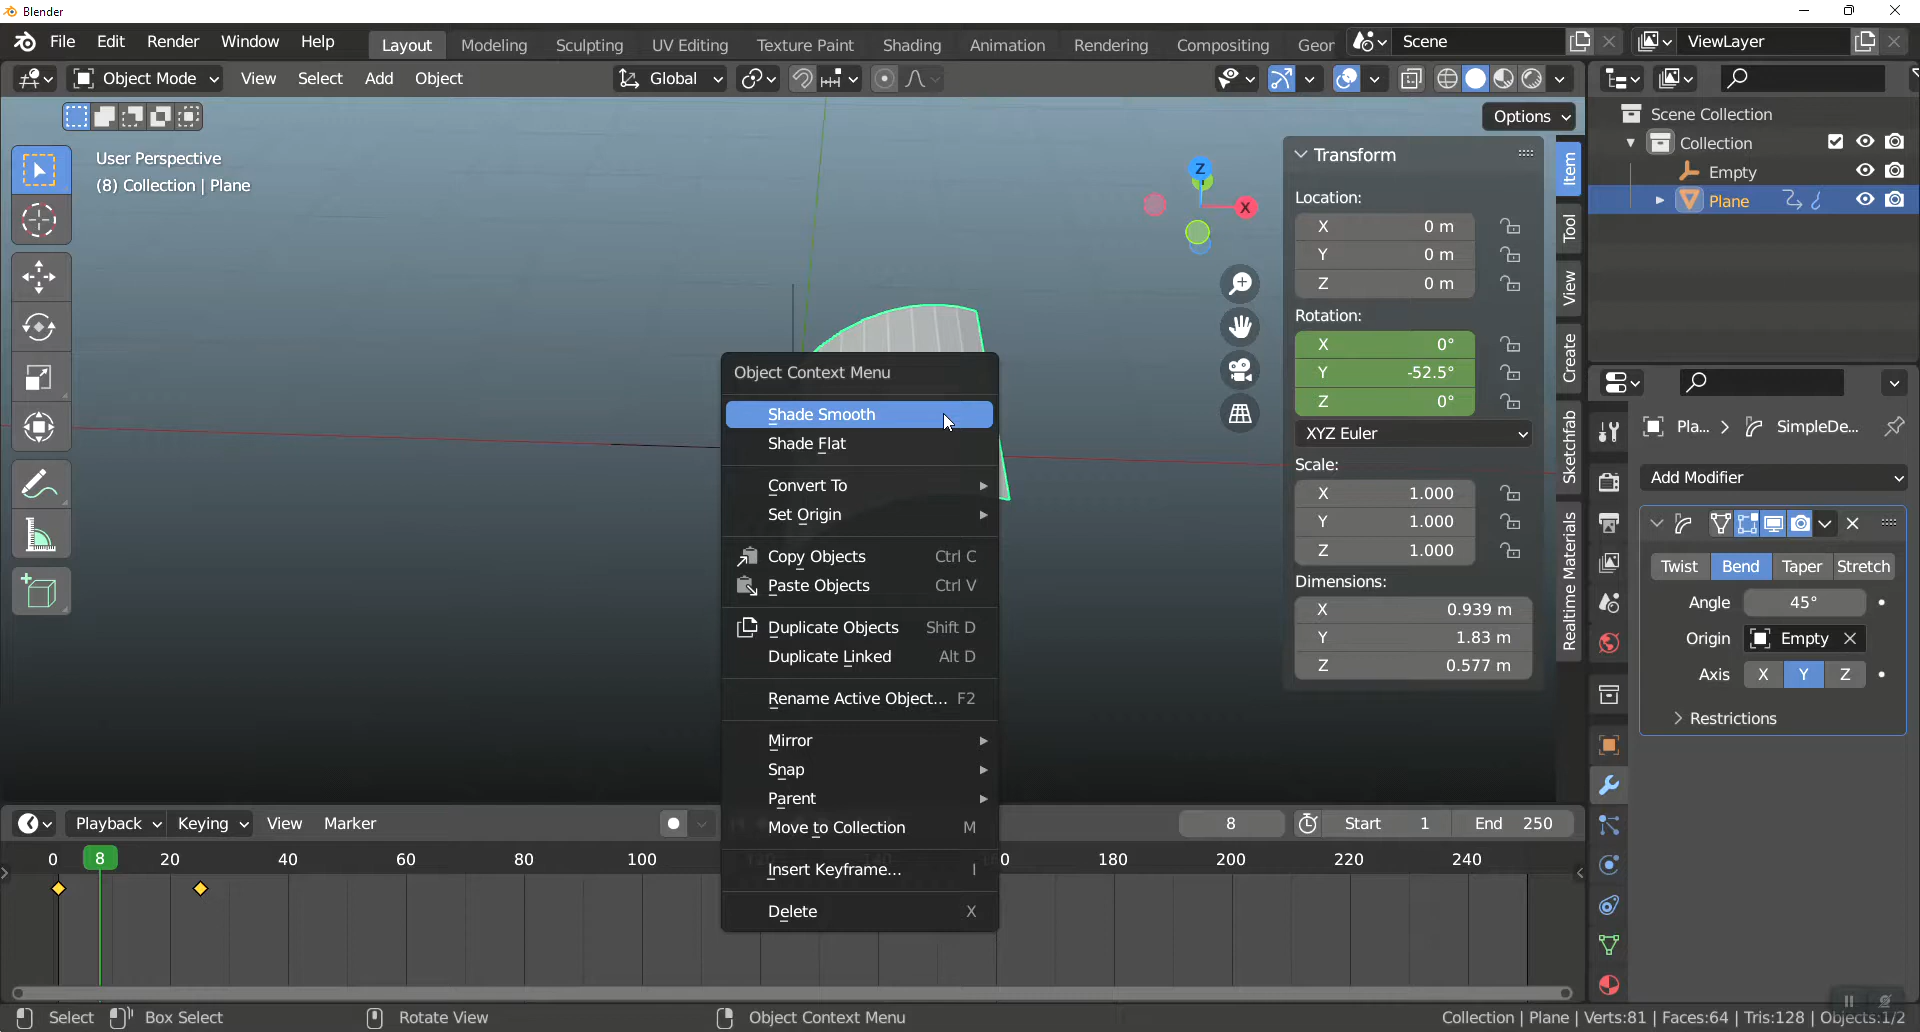 Blender
File Edit Render Window Help Layout Modeling Sculpting UV Editing Texture Paint Shading Animation Rendering Compositing Geor Scene ViewLayer
Object Mode View Select Add Object Global
Options
User Perspective
(8) Collection | Plane
Z
X
Transform
Location:
X 0 m
Y 0 m
Z 0 m
Rotation:
X 0°
Y -52.5°
Z 0°
XYZ Euler
Scale:
X 1.000
Y 1.000
Z 1.000
Dimensions:
X 0.939 m
Y 1.83 m
Z 0.577 m
Item
Tool
View
Create
Sketchfab
Realtime Materials
Object Context Menu
Shade Smooth
Shade Flat
Convert To
Set Origin
Copy Objects Ctrl C
Paste Objects Ctrl V
Duplicate Objects Shift D
Duplicate Linked Alt D
Rename Active Object... F2
Mirror
Snap
Parent
Move to Collection M
Insert Keyframe... I
Delete X
Scene Collection
Collection
Empty
Plane
Pla... SimpleDe...
Add Modifier
Twist Bend Taper Stretch
Angle 45°
Origin Empty
Axis X Y Z
Restrictions
Playback Keying View Marker 8 Start 1 End 250
0 8 20 40 60 80 100 120 140 0 180 200 220 240
Select Box Select Rotate View Object Context Menu Collection | Plane | Verts:81 | Faces:64 | Tris:128 | Objects:1/2